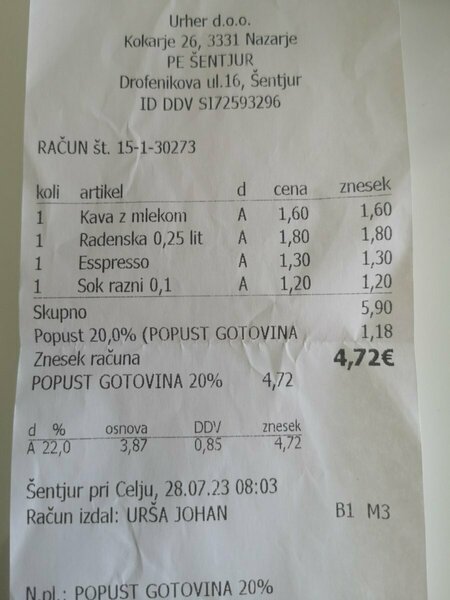 Urher d.o.o.
Kokarje 26, 3331 Nazarje
PE ŠENTJUR
Drofenikova ul.16, Šentjur
ID DDV SI72593296
RAČUN št. 15-1-30273
koli artikel d cena znesek
1 Kava z mlekom A 1,60 1,60
1 Radenska 0,25 lit A 1,80 1,80
1 Esspresso A 1,30 1,30
1 Sok razni 0,1 A 1,20 1,20
Skupno 5,90
Popust 20,0% (POPUST GOTOVINA 1,18
Znesek računa 4,72€
POPUST GOTOVINA 20% 4,72
d % osnova DDV znesek
A 22,0 3,87 0,85 4,72
Šentjur pri Celju, 28.07.23 08:03
Račun izdal: URŠA JOHAN B1 M3
N.pl.: POPUST GOTOVINA 20%